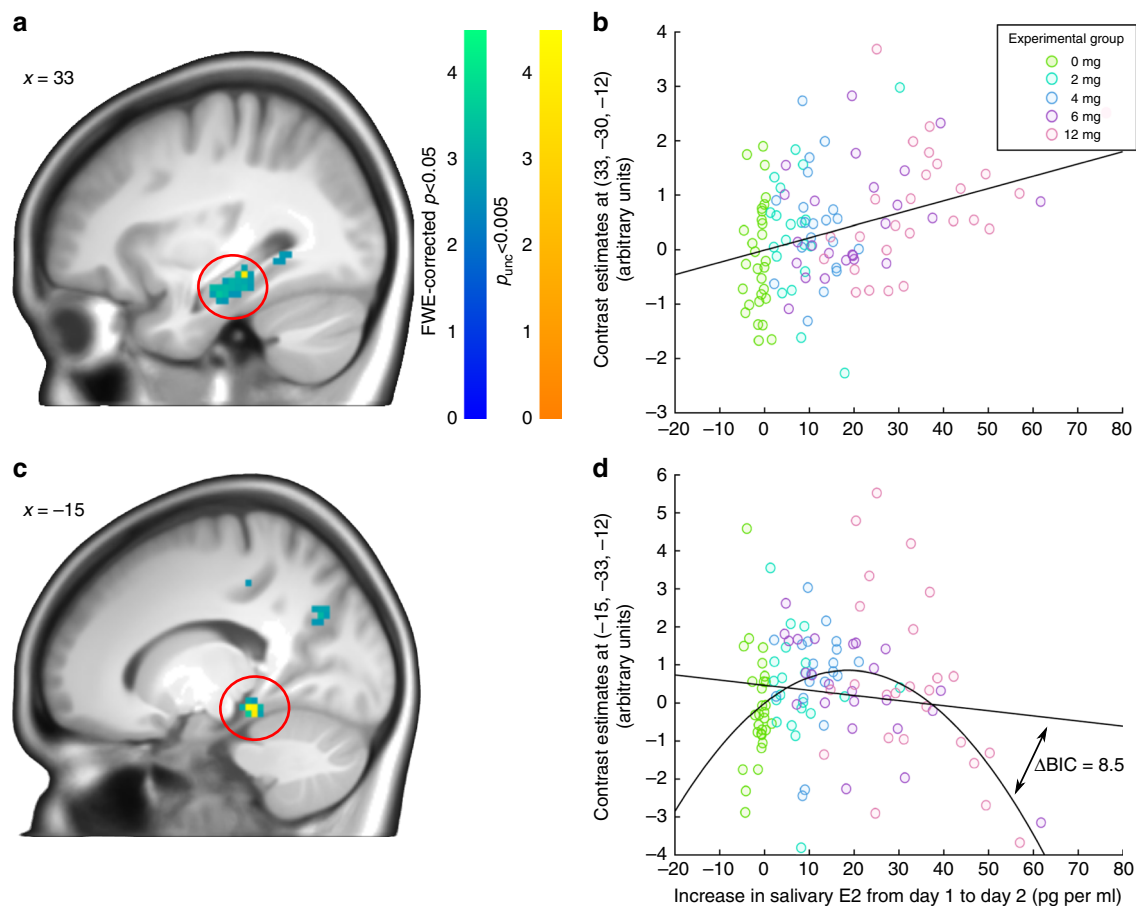 a
x = 33
4
3
2
1
0
FWE-corrected p<0.05
4
3
2
1
0
p_unc<0.005
b
Contrast estimates at (33, −30, −12)
(arbitrary units)
4
3
2
1
0
−1
−2
−3
−20
−10
0
10
20
30
40
50
60
70
80
Experimental group
0 mg
2 mg
4 mg
6 mg
12 mg
c
x = −15
d
Contrast estimates at (−15, −33, −12)
(arbitrary units)
6
5
4
3
2
1
0
−1
−2
−3
−4
ΔBIC = 8.5
−20
−10
0
10
20
30
40
50
60
70
80
Increase in salivary E2 from day 1 to day 2 (pg per ml)